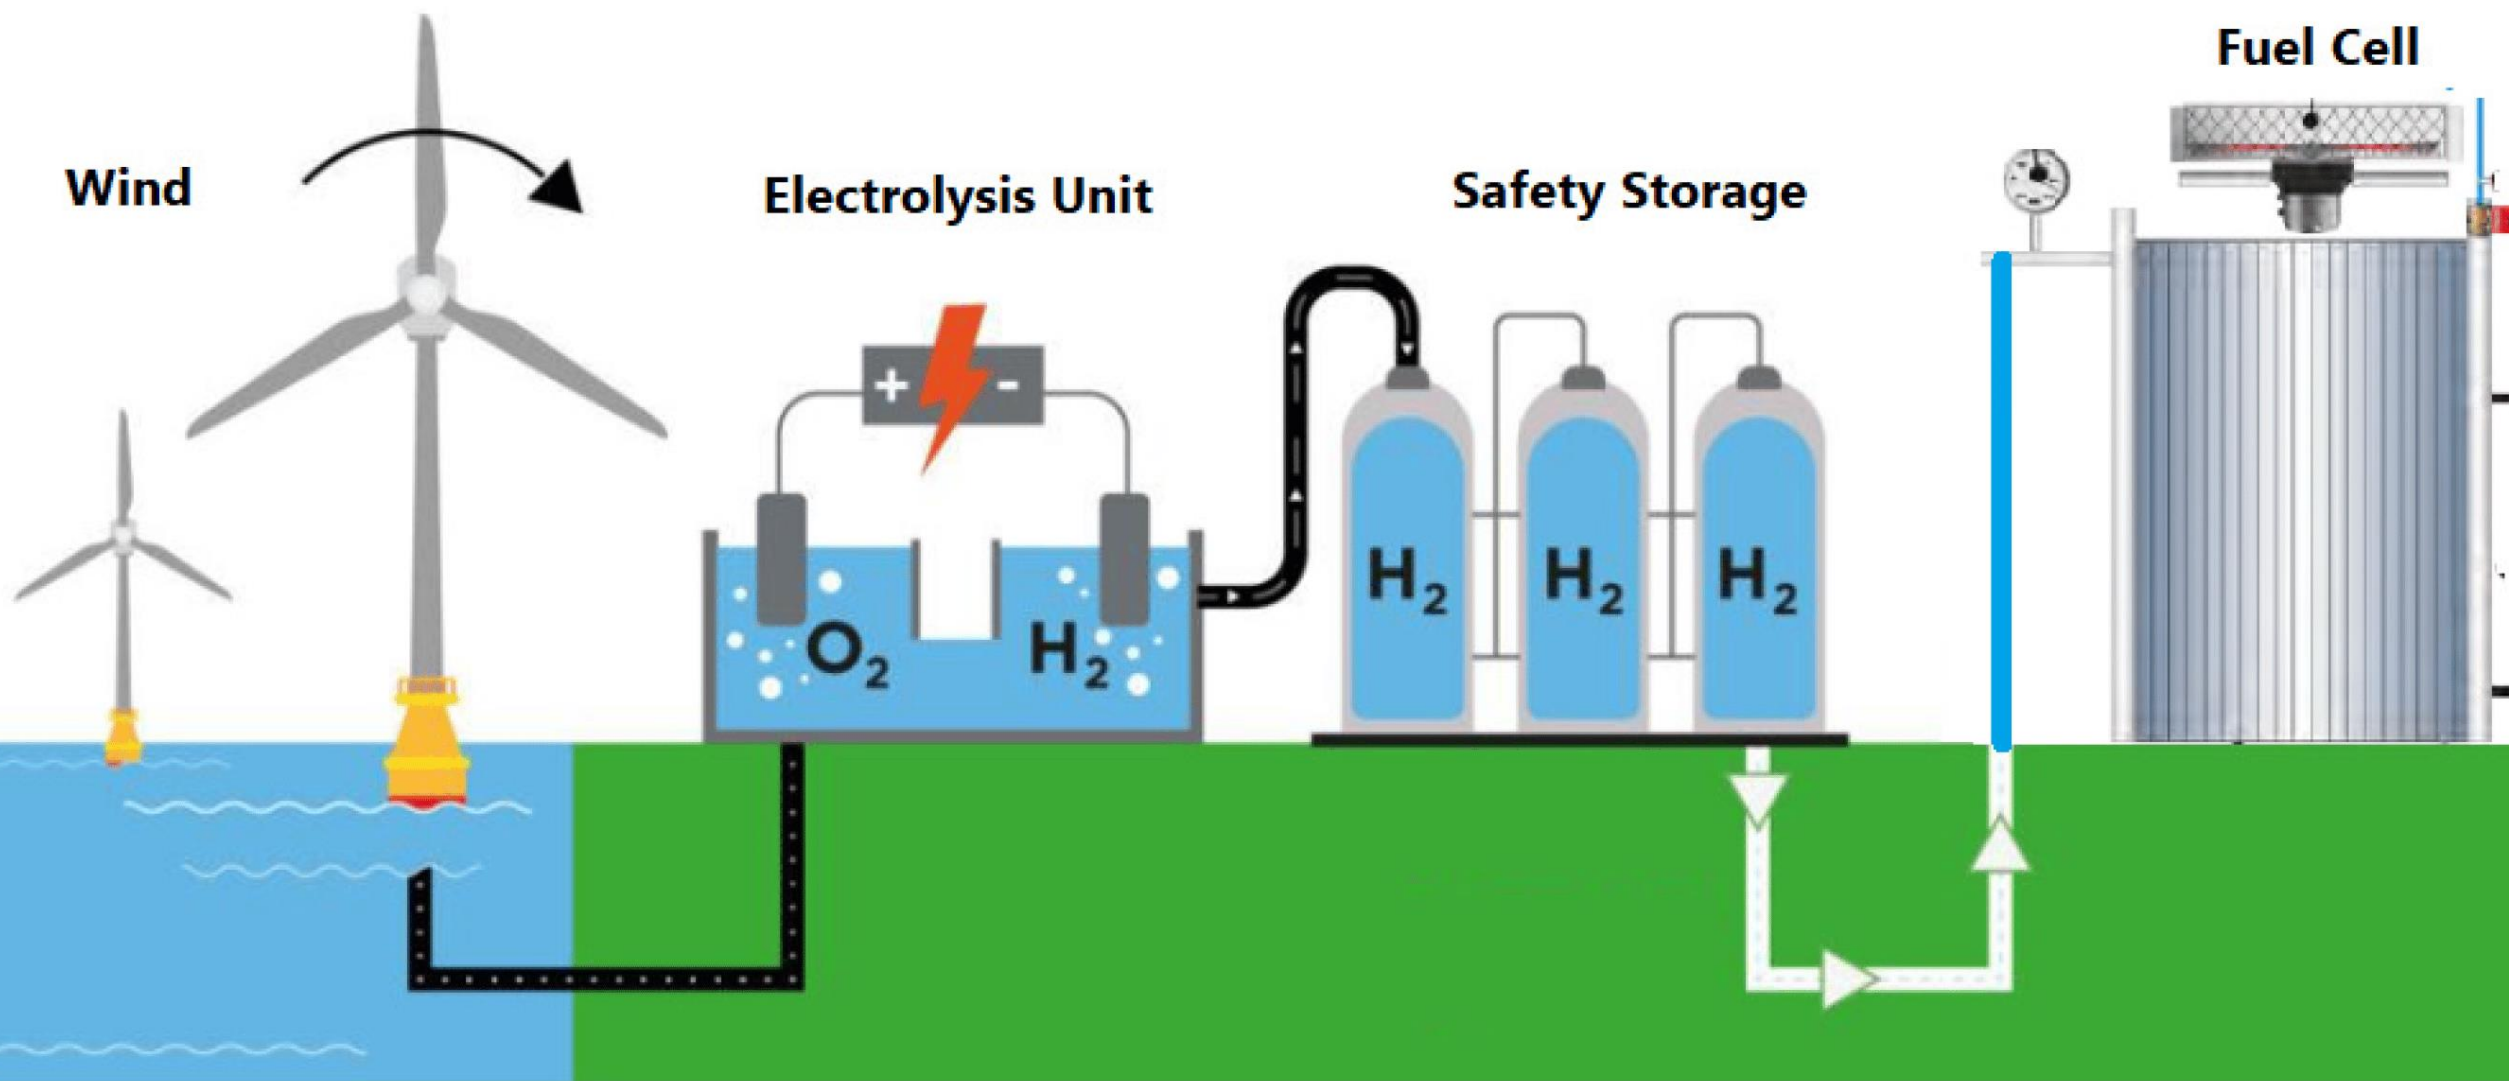 Fuel Cell
Wind
Electrolysis Unit
Safety Storage
+ -
O2
H2
H2
H2
H2